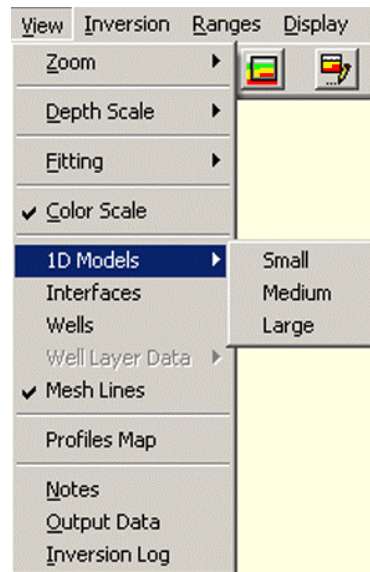 View Inversion Ranges Display
Zoom
Depth Scale
Fitting
Color Scale
1D Models
Small
Interfaces
Medium
Wells
Large
Well Layer Data
Mesh Lines
Profiles Map
Notes
Output Data
Inversion Log